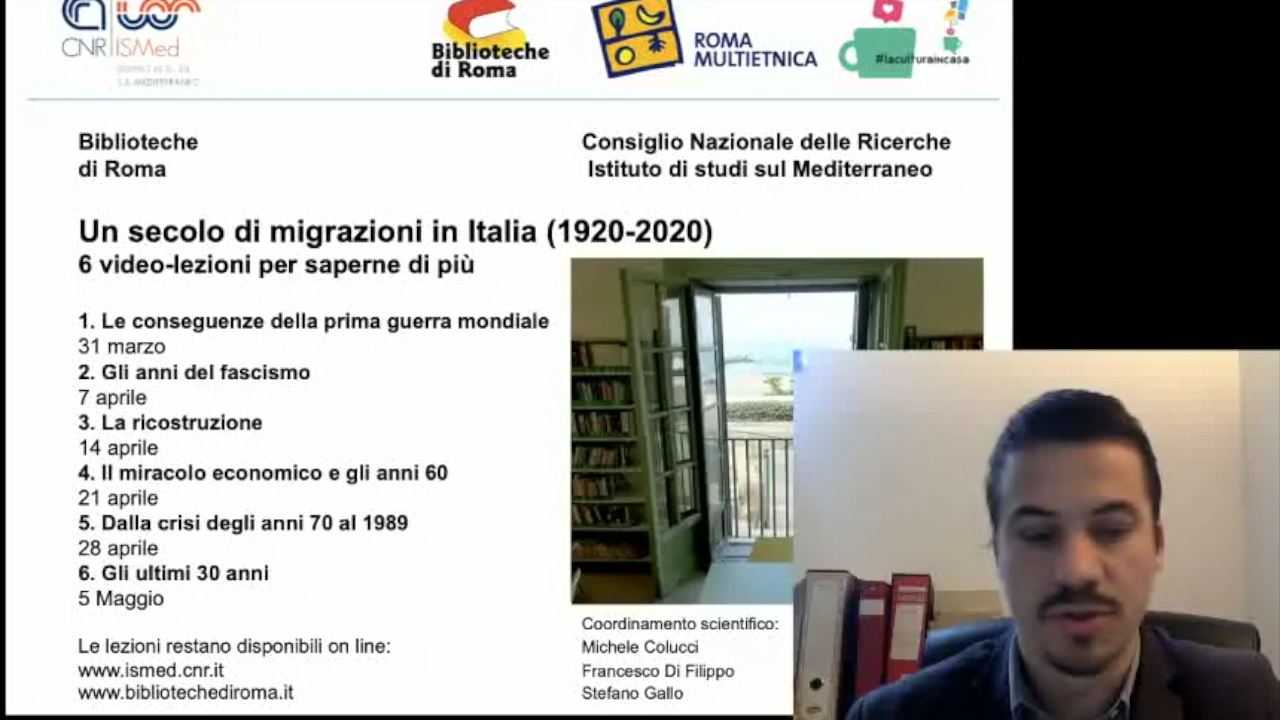 CNR ISMed
Biblioteche
di Roma
ROMA
MULTIETNICA
#laculturaincasa
Biblioteche
di Roma
Consiglio Nazionale delle Ricerche
Istituto di studi sul Mediterraneo
Un secolo di migrazioni in Italia (1920-2020)
6 video-lezioni per saperne di più
1. Le conseguenze della prima guerra mondiale
31 marzo
2. Gli anni del fascismo
7 aprile
3. La ricostruzione
14 aprile
4. Il miracolo economico e gli anni 60
21 aprile
5. Dalla crisi degli anni 70 al 1989
28 aprile
6. Gli ultimi 30 anni
5 Maggio
Le lezioni restano disponibili on line:
www.ismed.cnr.it
www.bibliotechediroma.it
Coordinamento scientifico:
Michele Colucci
Francesco Di Filippo
Stefano Gallo